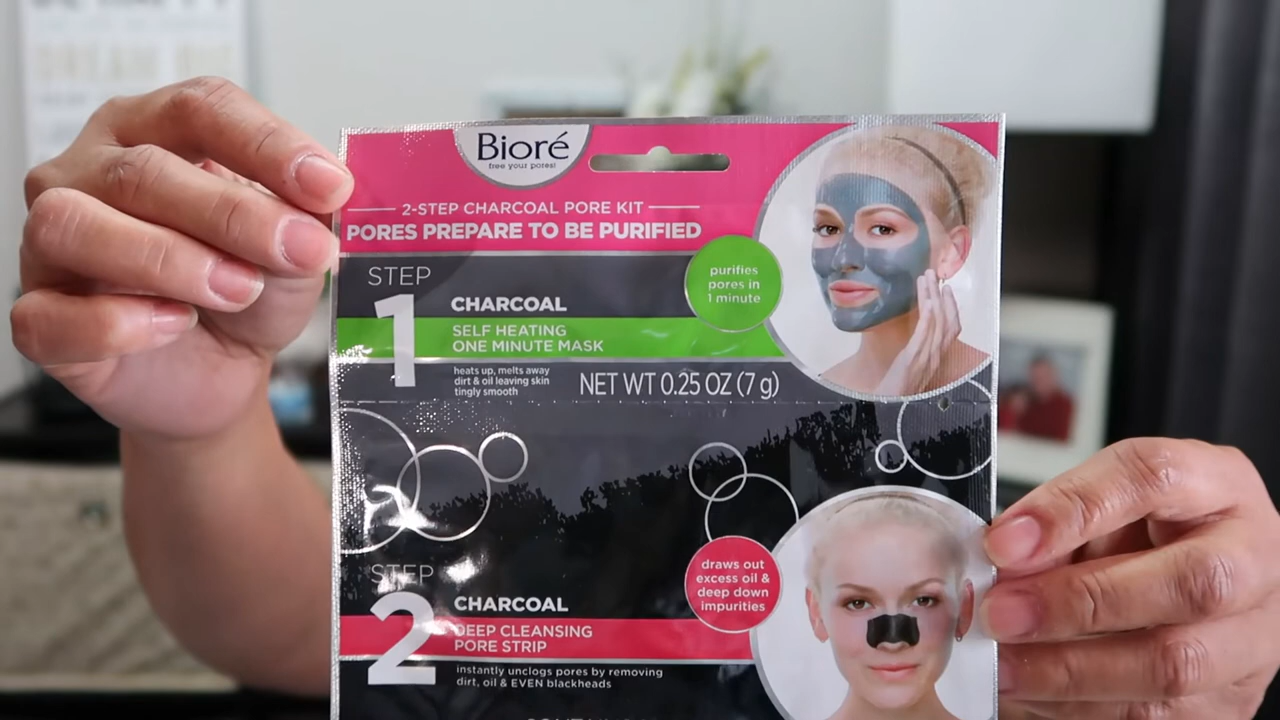 Bioré
free your pores!
2-STEP CHARCOAL PORE KIT
PORES PREPARE TO BE PURIFIED
STEP
1
CHARCOAL
SELF HEATING
ONE MINUTE MASK
purifies
pores in
1 minute
heats up, melts away
dirt & oil leaving skin
tingly smooth
NET WT 0.25 OZ (7 g)
STEP
2
CHARCOAL
DEEP CLEANSING
PORE STRIP
draws out
excess oil &
deep down
impurities
instantly unclogs pores by removing
dirt, oil & EVEN blackheads